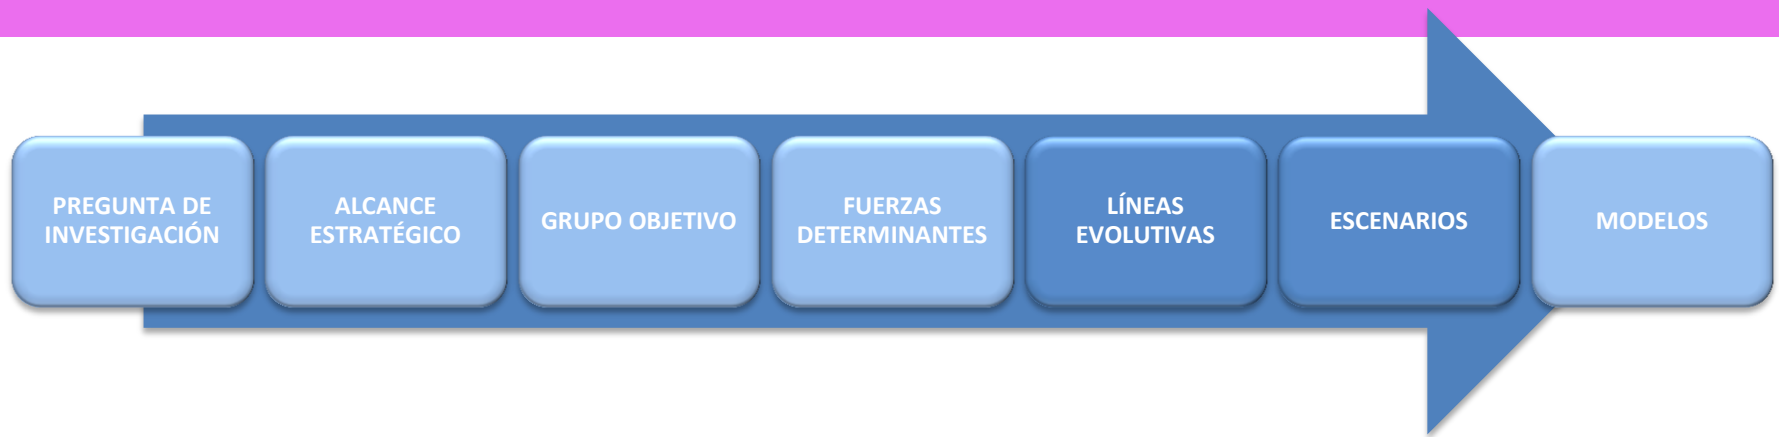 PREGUNTA DE
INVESTIGACIÓN
ALCANCE
ESTRATÉGICO
GRUPO OBJETIVO
FUERZAS
DETERMINANTES
LÍNEAS
EVOLUTIVAS
ESCENARIOS
MODELOS